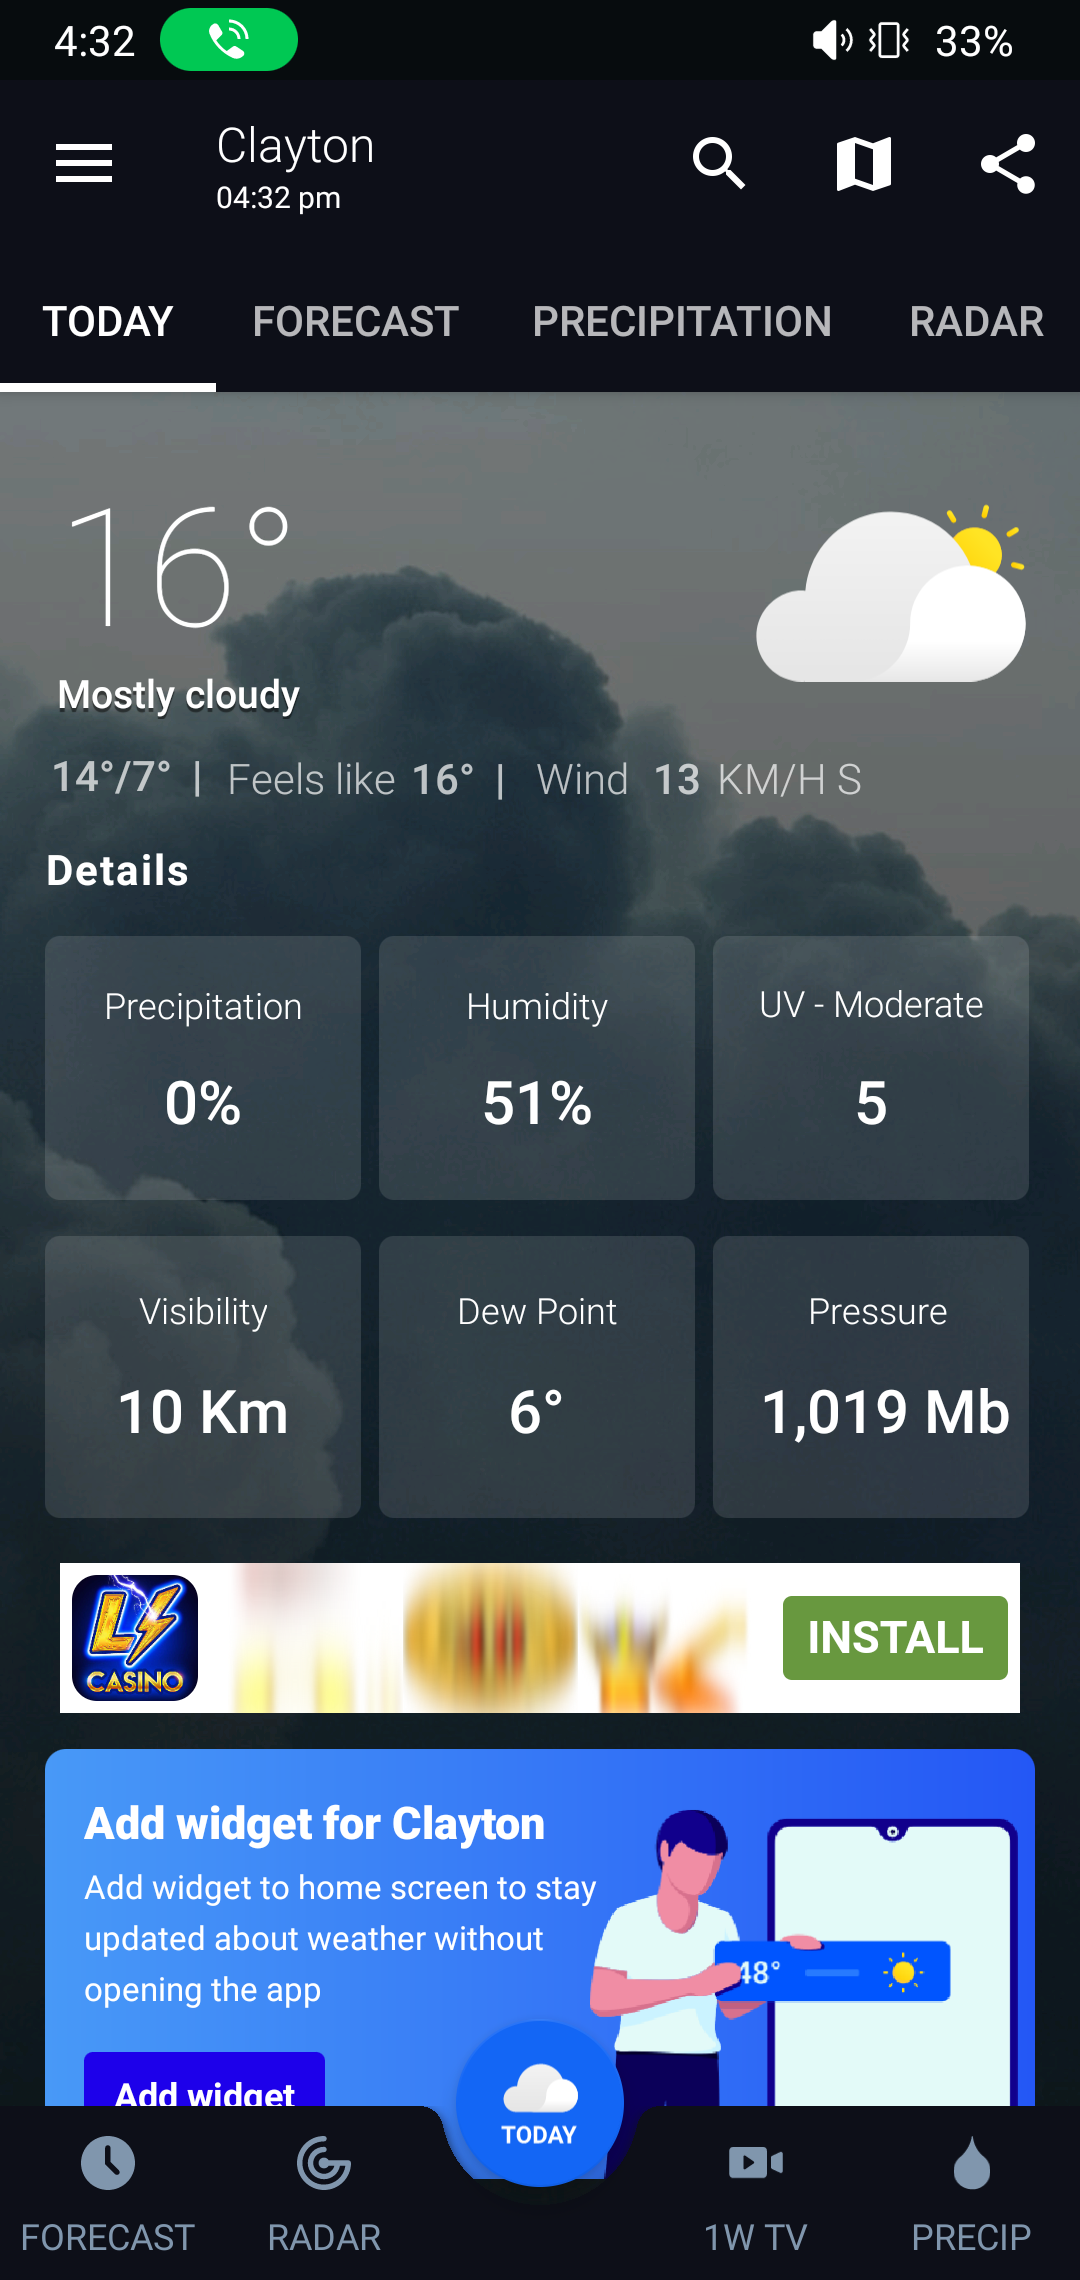 4:32 33%
Clayton
04:32 pm
TODAY FORECAST PRECIPITATION RADAR
16°
Mostly cloudy
14°/7° | Feels like 16° | Wind 13 KM/H S
Details
Precipitation Humidity UV - Moderate
0% 51% 5
Visibility Dew Point Pressure
10 Km 6° 1,019 Mb
L CASINO INSTALL
Add widget for Clayton
Add widget to home screen to stay
updated about weather without
opening the app
48°
Add widget
TODAY
FORECAST RADAR 1W TV PRECIP